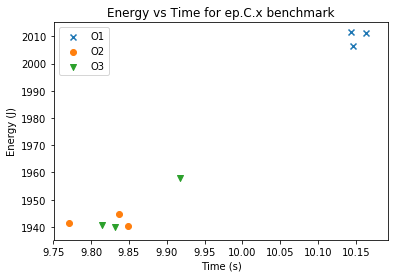 Energy vs Time for ep.C.x benchmark
O1
O2
O3
Energy (J)
2010
2000
1990
1980
1970
1960
1950
1940
9.75 9.80 9.85 9.90 9.95 10.00 10.05 10.10 10.15
Time (s)